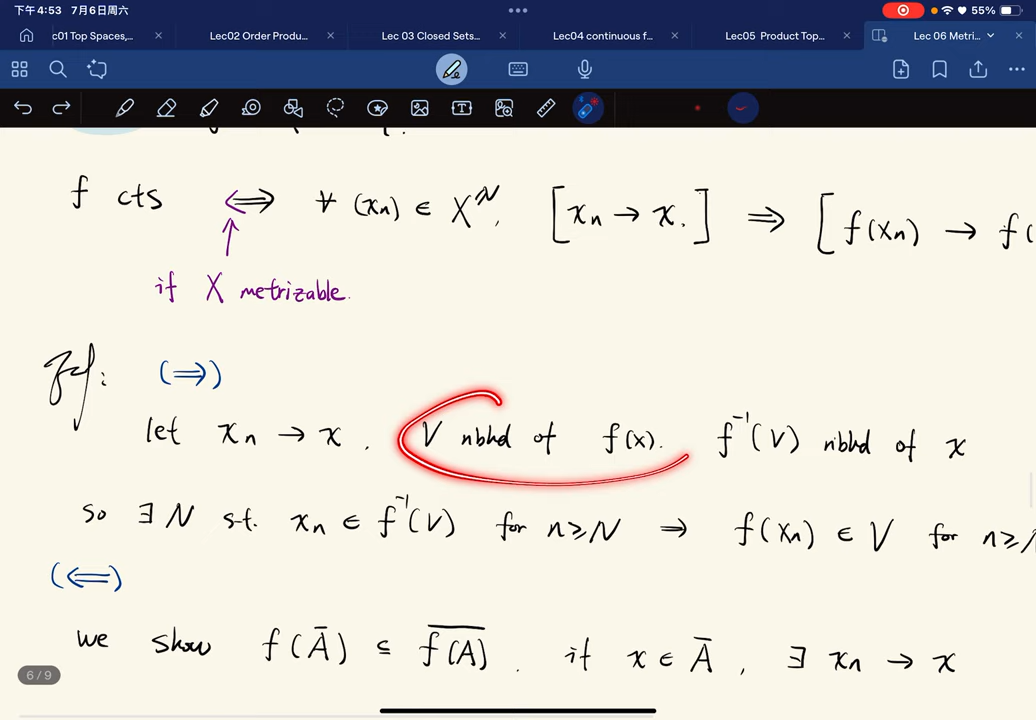 下午4:53 7月6日周六
55%
c01 Top Spaces,...
Lec02 Order Produ...
Lec 03 Closed Sets...
Lec04 continuous f...
Lec05 Product Top...
Lec 06 Metri...
f cts ⟺ ∀ (xn) ∈ X^ℕ, [xn → x.] ⟹ [f(xn) → f(
if X metrizable.
pf: (⟹)
let xn → x. V nbhd of f(x). f⁻¹(V) nbhd of x
so ∃ N s.t. xn ∈ f⁻¹(V) for n ≥ N ⟹ f(xn) ∈ V for n ≥ N
(⟸)
we show f(Ā) ⊆ \overline{f(A)}. if x ∈ Ā, ∃ xn → x
6 / 9